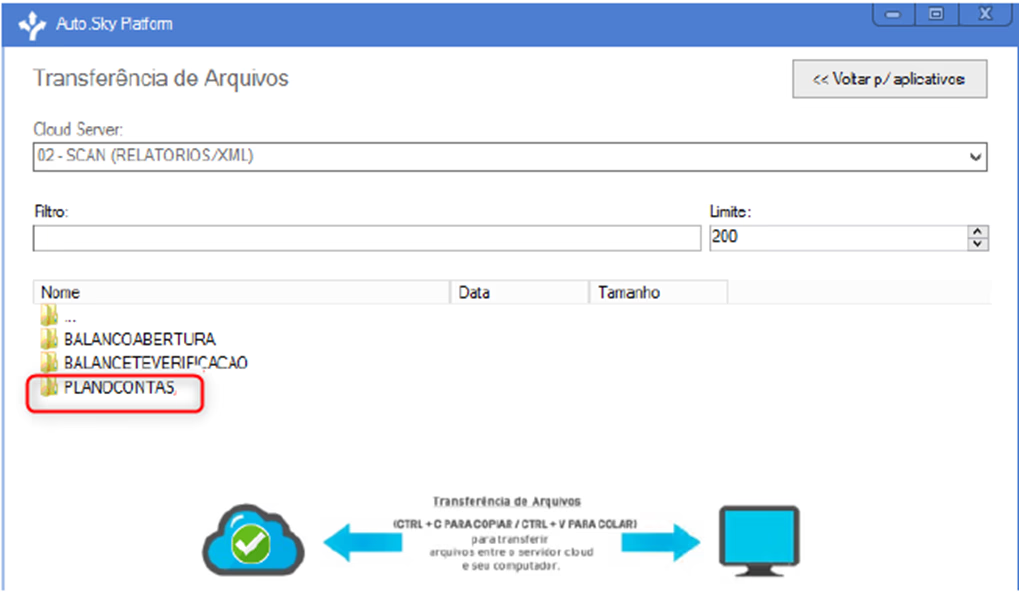 Auto.Sky Platform
Transferência de Arquivos
<< Voltar p/ aplicativos
Cloud Server:
02 - SCAN (RELATORIOS/XML)
Filtro:
Limite:
200
Nome Data Tamanho
...
BALANCOABERTURA
BALANCETEVERIFICACAO
PLANOCONTAS
Transferência de Arquivos
(CTRL + C PARA COPIAR / CTRL + V PARA COLAR)
para transferir
arquivos entre o servidor cloud
e seu computador.